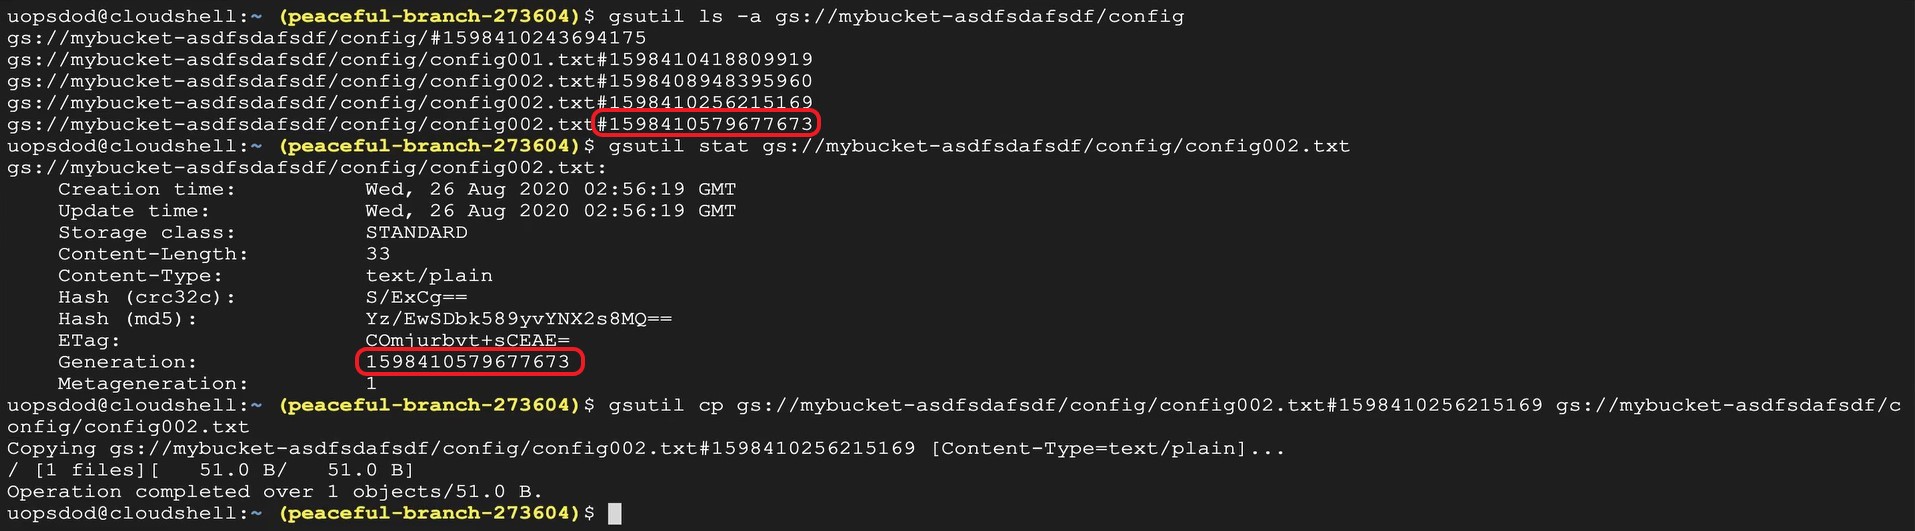 uopsdod@cloudshell:~ (peaceful-branch-273604)$ gsutil ls -a gs://mybucket-asdfsdafsdf/config
gs://mybucket-asdfsdafsdf/config/#1598410243694175
gs://mybucket-asdfsdafsdf/config/config001.txt#1598410418809919
gs://mybucket-asdfsdafsdf/config/config002.txt#1598408948395960
gs://mybucket-asdfsdafsdf/config/config002.txt#1598410256215169
gs://mybucket-asdfsdafsdf/config/config002.txt#1598410579677673
uopsdod@cloudshell:~ (peaceful-branch-273604)$ gsutil stat gs://mybucket-asdfsdafsdf/config/config002.txt
gs://mybucket-asdfsdafsdf/config/config002.txt:
    Creation time:          Wed, 26 Aug 2020 02:56:19 GMT
    Update time:            Wed, 26 Aug 2020 02:56:19 GMT
    Storage class:          STANDARD
    Content-Length:         33
    Content-Type:           text/plain
    Hash (crc32c):          S/ExCg==
    Hash (md5):             Yz/EwSDbk589yvYNX2s8MQ==
    ETag:                   COmjurbvt+sCEAE=
    Generation:             1598410579677673
    Metageneration:         1
uopsdod@cloudshell:~ (peaceful-branch-273604)$ gsutil cp gs://mybucket-asdfsdafsdf/config/config002.txt#1598410256215169 gs://mybucket-asdfsdafsdf/c
onfig/config002.txt
Copying gs://mybucket-asdfsdafsdf/config/config002.txt#1598410256215169 [Content-Type=text/plain]...
/ [1 files][   51.0 B/   51.0 B]
Operation completed over 1 objects/51.0 B.
uopsdod@cloudshell:~ (peaceful-branch-273604)$